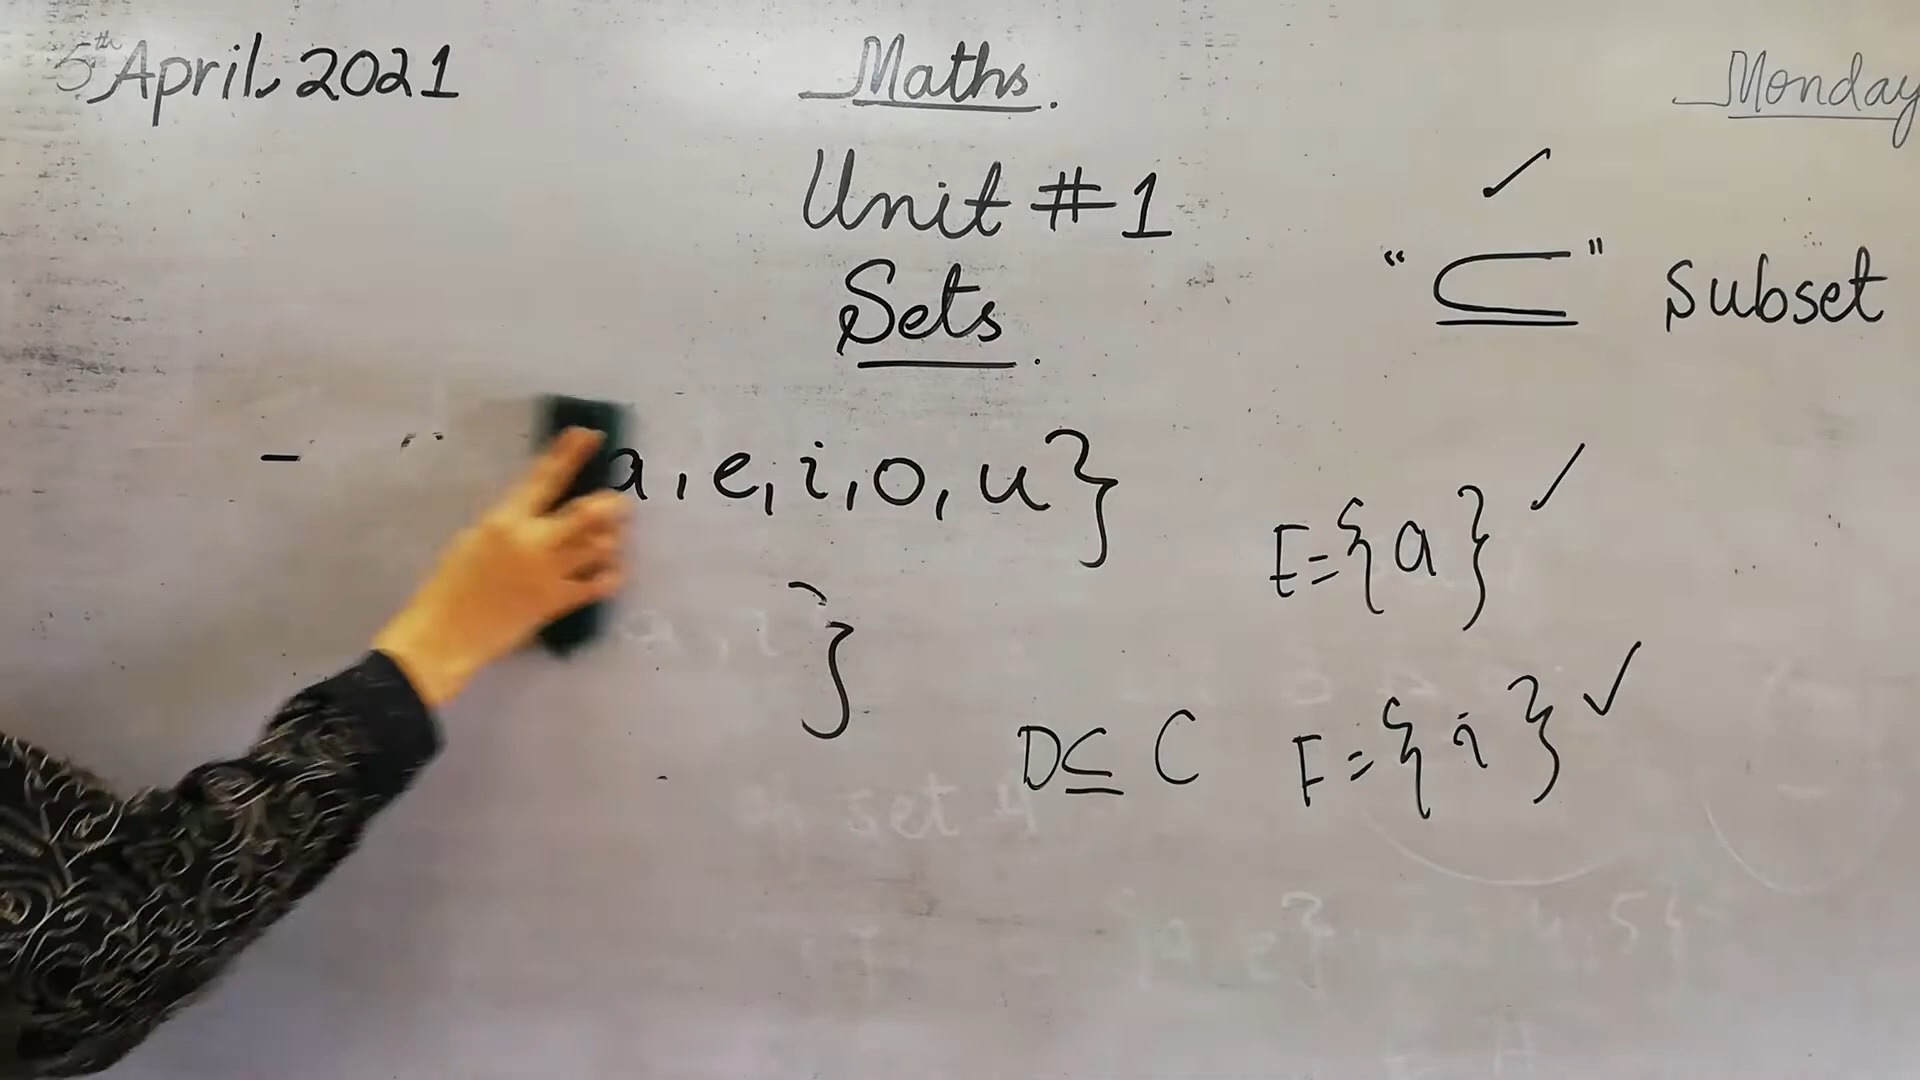 5th April, 2021
Maths.
Monday
Unit #1
Sets.
"⊆" subset
a, e, i, o, u}
E={a}
}
D⊆C
F={i}